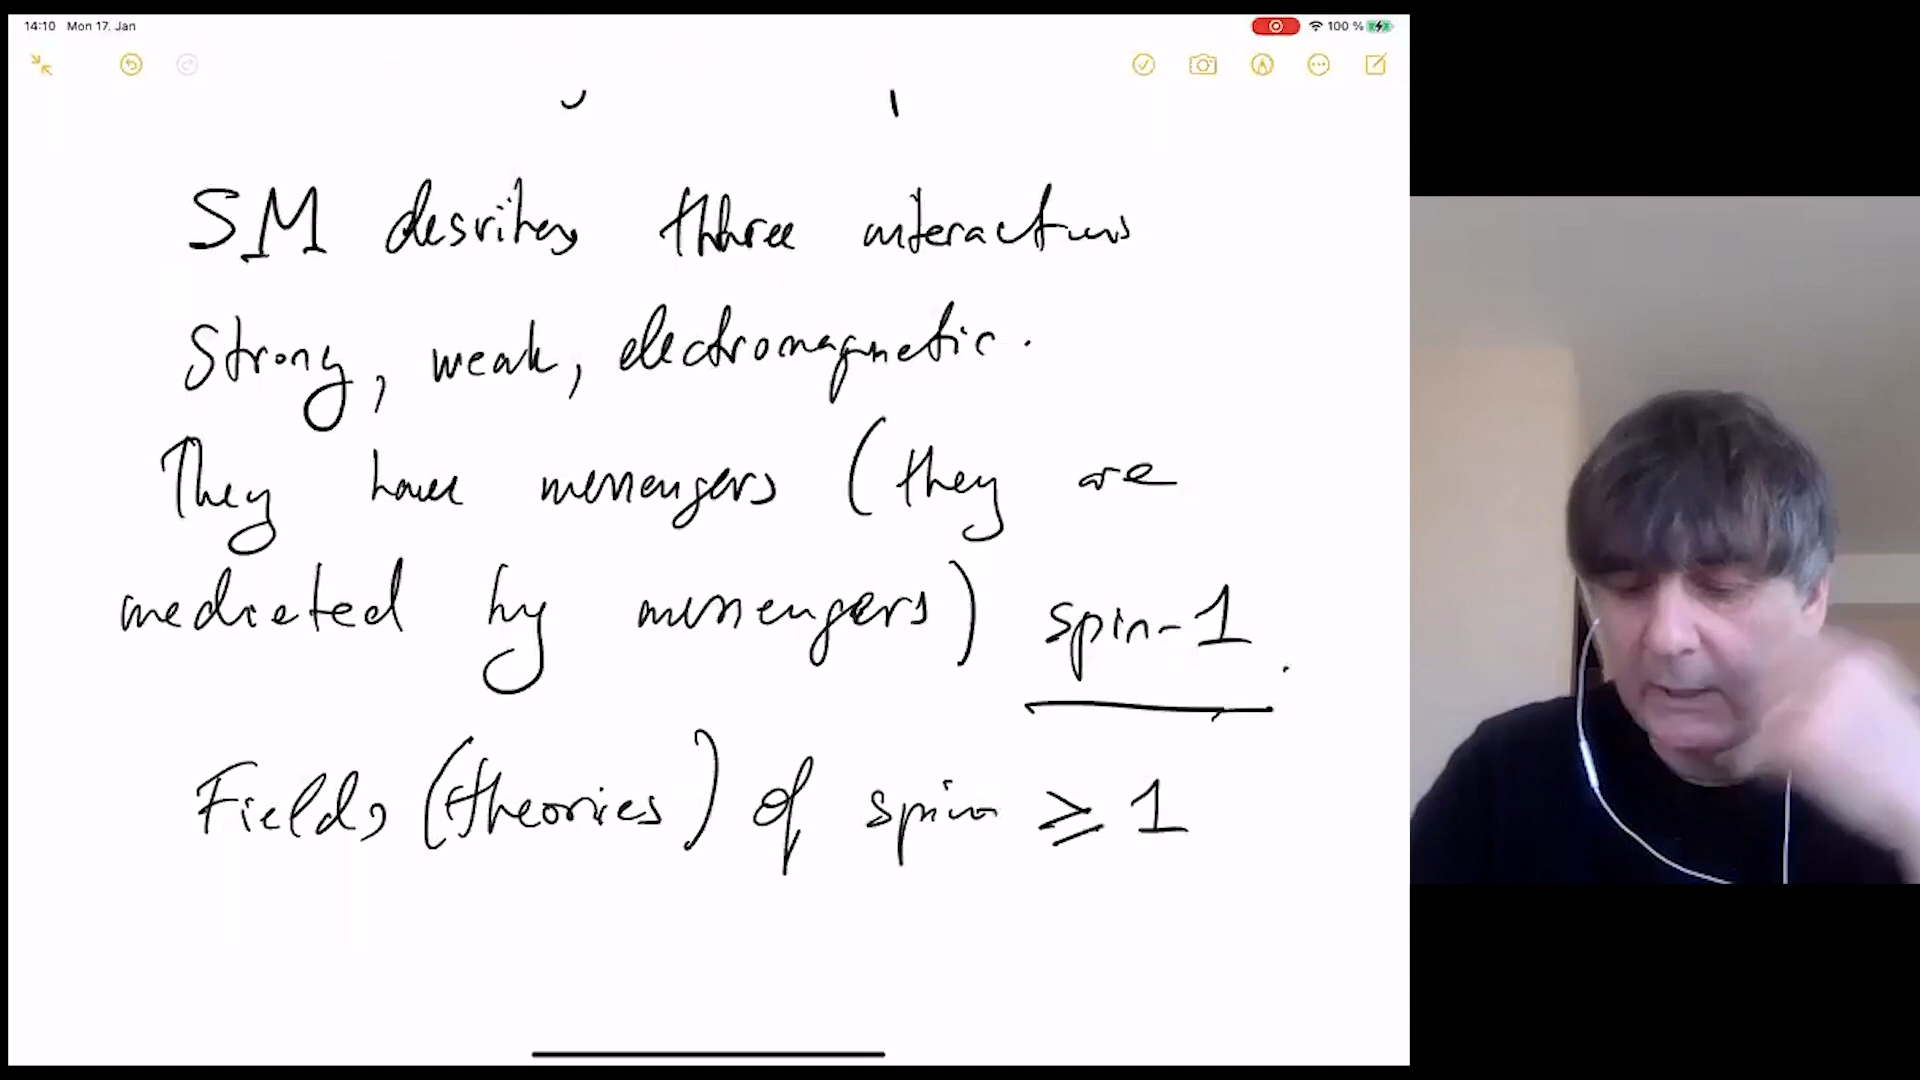 14:10 Mon 17. Jan 100 %
SM desribes three interactions
Strong, weak, electromagnetic.
They have messengers (they are
mediated by messengers) spin-1.
Fields (theories) of spin ≥ 1